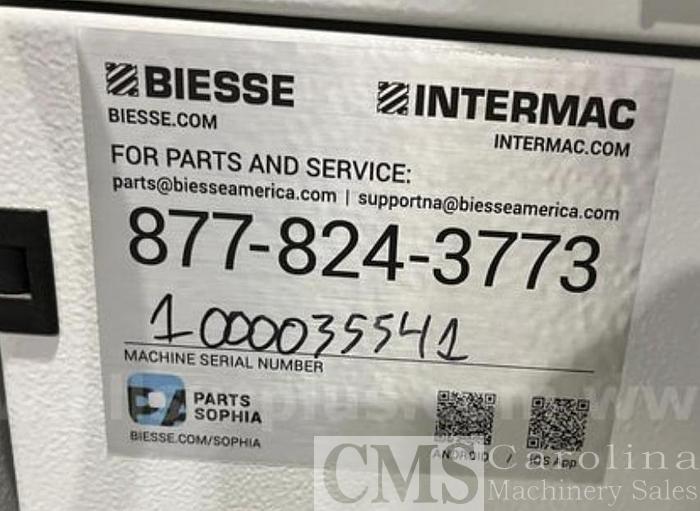 BIESSE
INTERMAC
BIESSE.COM
INTERMAC.COM
FOR PARTS AND SERVICE:
parts@biesseamerica.com | supportna@biesseamerica.com
877-824-3773
1000035541
MACHINE SERIAL NUMBER
PARTS
SOPHIA
BIESSE.COM/SOPHIA
ANDROID / iOS App
CMS Carolina
Machinery Sales